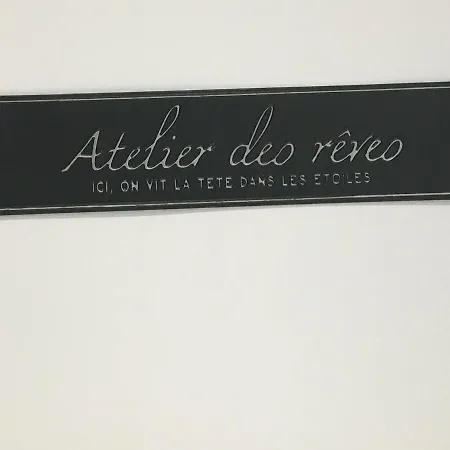 Atelier des rêves
ICI, ON VIT LA TETE DANS LES ETOILES